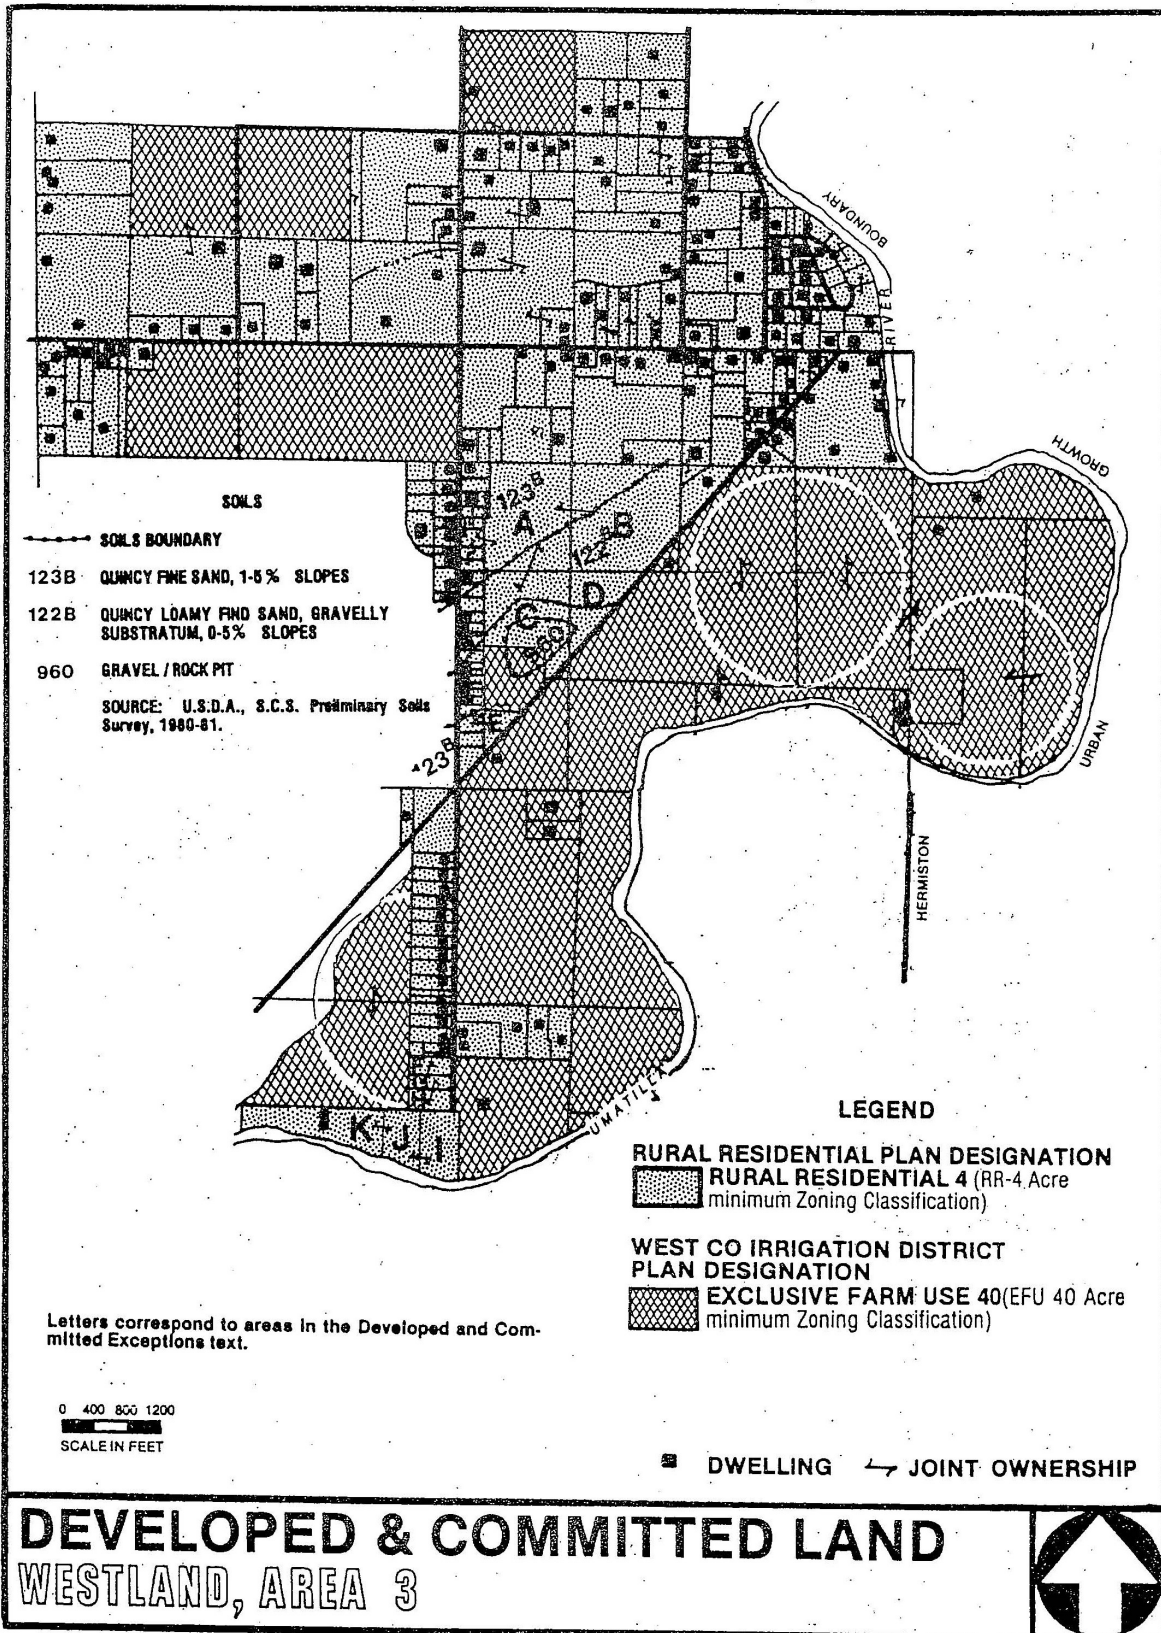 BOUNDARY
RIVER
GROWTH
URBAN
HERMISTON
UMATILLA
123B
A
B
122B
C
D
960
E
123B
K
J
I
SOILS
SOILS BOUNDARY
123B QUINCY FINE SAND, 1-5% SLOPES
122B QUINCY LOAMY FIND SAND, GRAVELLY
SUBSTRATUM, 0-5% SLOPES
960 GRAVEL / ROCK PIT
SOURCE: U.S.D.A., S.C.S. Preliminary Soils
Survey, 1980-81.
LEGEND
RURAL RESIDENTIAL PLAN DESIGNATION
RURAL RESIDENTIAL 4 (RR-4 Acre
minimum Zoning Classification)
WEST CO IRRIGATION DISTRICT
PLAN DESIGNATION
EXCLUSIVE FARM USE 40(EFU 40 Acre
minimum Zoning Classification)
Letters correspond to areas in the Developed and Com-
mitted Exceptions text.
0 400 800 1200
SCALE IN FEET
DWELLING JOINT OWNERSHIP
DEVELOPED & COMMITTED LAND
WESTLAND, AREA 3